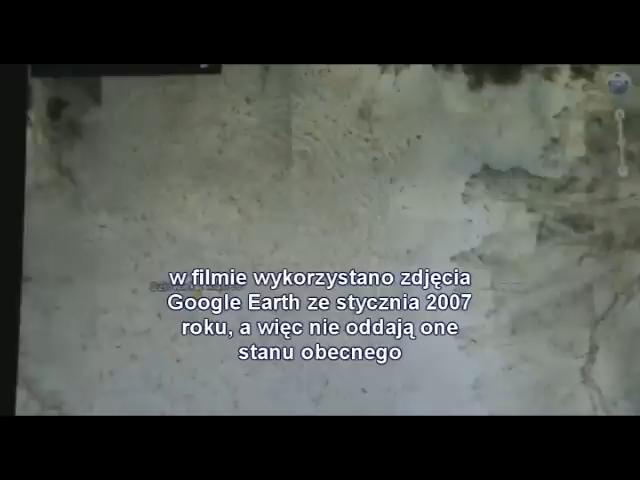 w filmie wykorzystano zdjęcia
Google Earth ze stycznia 2007
roku, a więc nie oddają one
stanu obecnego